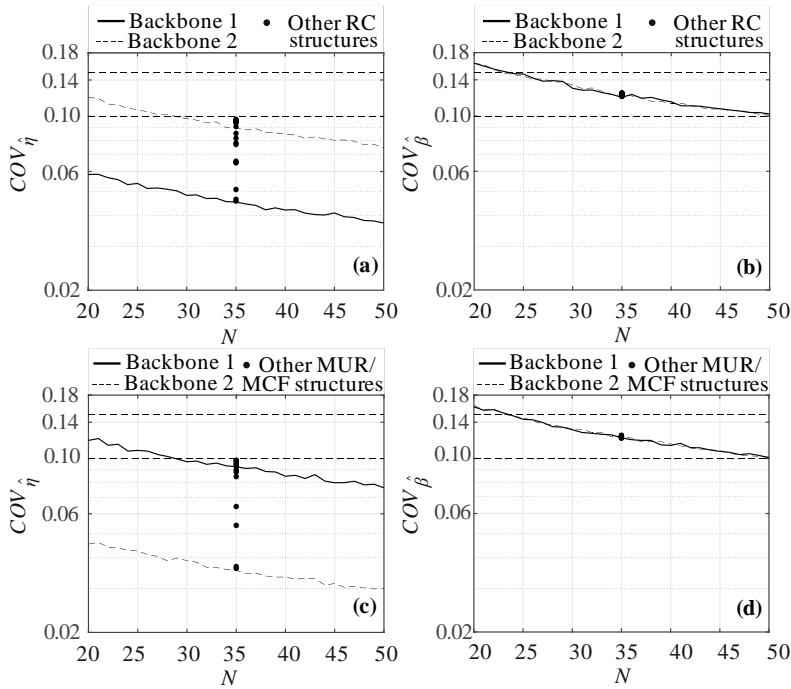 Backbone 1
Backbone 2
Other RC
structures
0.18
0.14
0.10
0.06
0.02
COV_η̂
(a)
20 25 30 35 40 45 50
N
Backbone 1
Backbone 2
Other RC
structures
0.18
0.14
0.10
0.06
0.02
COV_β̂
(b)
20 25 30 35 40 45 50
N
Backbone 1
Backbone 2
Other MUR/
MCF structures
0.18
0.14
0.10
0.06
0.02
COV_η̂
(c)
20 25 30 35 40 45 50
N
Backbone 1
Backbone 2
Other MUR/
MCF structures
0.18
0.14
0.10
0.06
0.02
COV_β̂
(d)
20 25 30 35 40 45 50
N